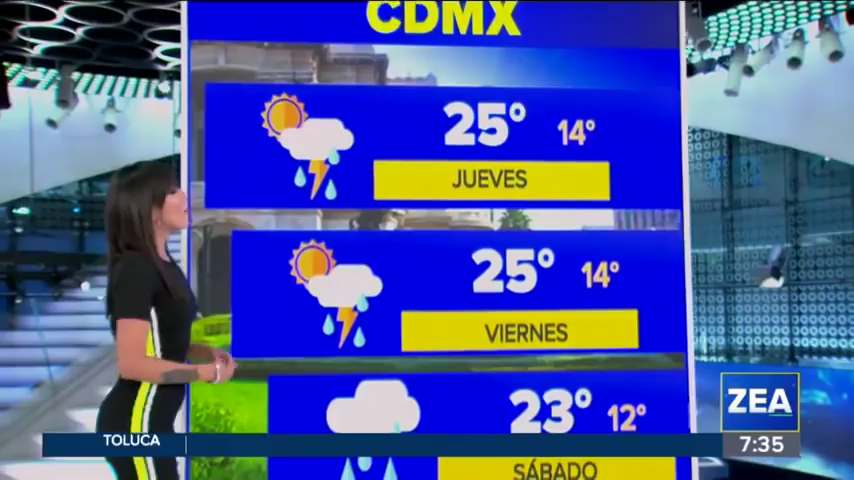 CDMX
25° 14°
JUEVES
25° 14°
VIERNES
23° 12°
SÁBADO
ZEA
TOLUCA
7:35